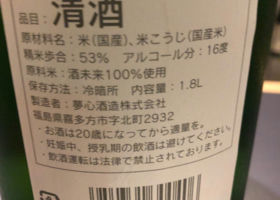 品目：清酒
原材料名：米（国産）、米こうじ（国産米）
精米歩合：53% アルコール分：16度
原料米：酒未来100%使用
保存方法：冷暗所 内容量：1.8L
製造者：夢心酒造株式会社
福島県喜多方市字北町2932
・お酒は20歳になってから適量を。
・妊娠中、授乳期の飲酒は避けてください。
・飲酒運転は法律で禁止されております。